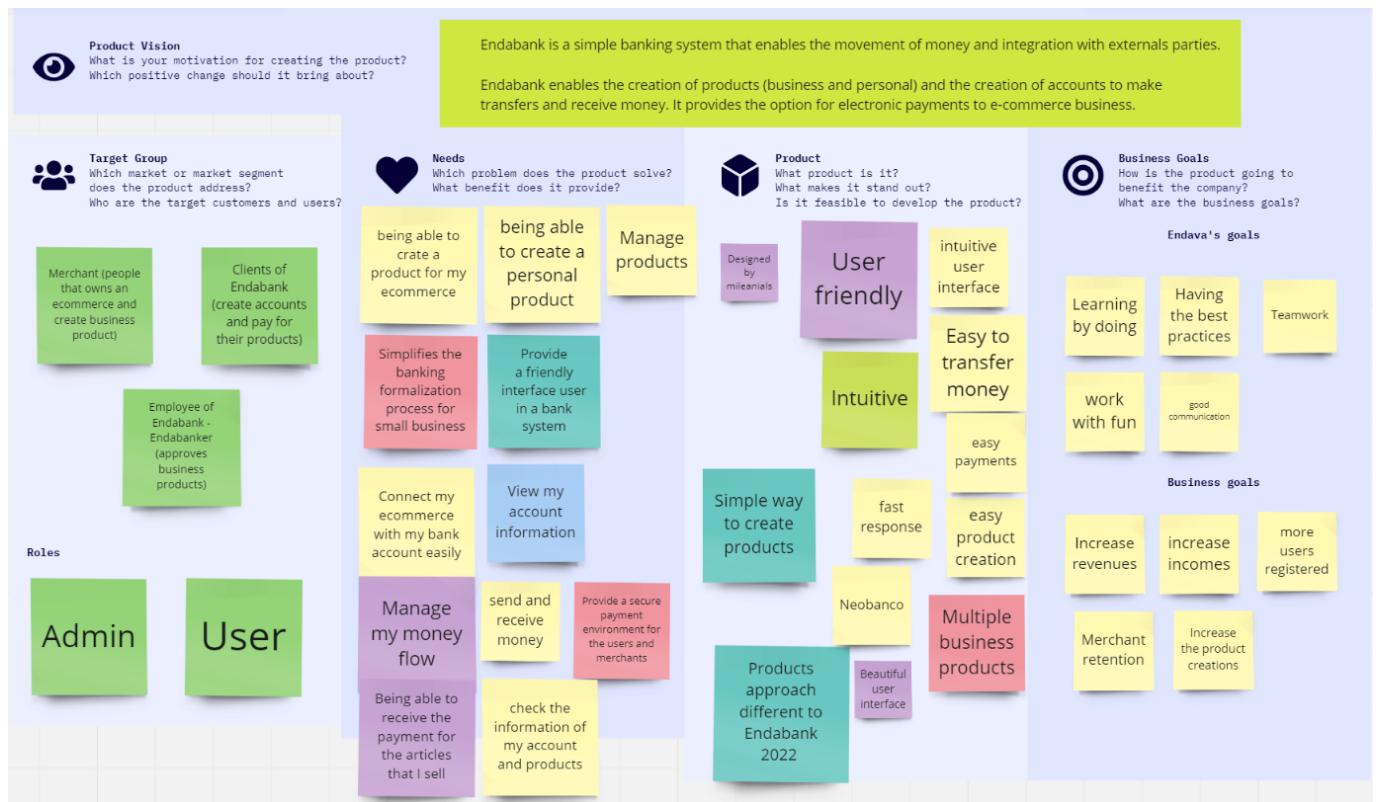 Product Vision
What is your motivation for creating the product?
Which positive change should it bring about?
Endabank is a simple banking system that enables the movement of money and integration with externals parties.
Endabank enables the creation of products (business and personal) and the creation of accounts to make
transfers and receive money. It provides the option for electronic payments to e-commerce business.
Target Group
Which market or market segment
does the product address?
Who are the target customers and users?
Merchant (people
that owns an
ecommerce and
create business
product)
Clients of
Endabank
(create accounts
and pay for
their products)
Employee of
Endabank -
Endabanker
(approves
business
products)
Roles
Admin
User
Needs
Which problem does the product solve?
What benefit does it provide?
being able to
crate a
product for my
ecommerce
being able
to create a
personal
product
Manage
products
Simplifies the
banking
formalization
process for
small business
Provide
a friendly
interface user
in a bank
system
Connect my
ecommerce
with my bank
account easily
View my
account
information
Manage
my money
flow
send and
receive
money
Provide a secure
payment
environment for
the users and
merchants
Being able to
receive the
payment for
the articles
that I sell
check the
information of
my account
and products
Product
What product is it?
What makes it stand out?
Is it feasible to develop the product?
Designed
by
mileanials
User
friendly
intuitive
user
interface
Easy to
transfer
money
Intuitive
easy
payments
Simple way
to create
products
fast
response
easy
product
creation
Neobanco
Multiple
business
products
Products
approach
different to
Endabank
2022
Beautiful
user
interface
Business Goals
How is the product going to
benefit the company?
What are the business goals?
Endava's goals
Learning
by doing
Having
the best
practices
Teamwork
work
with fun
good
communication
Business goals
Increase
revenues
increase
incomes
more
users
registered
Merchant
retention
Increase
the product
creations